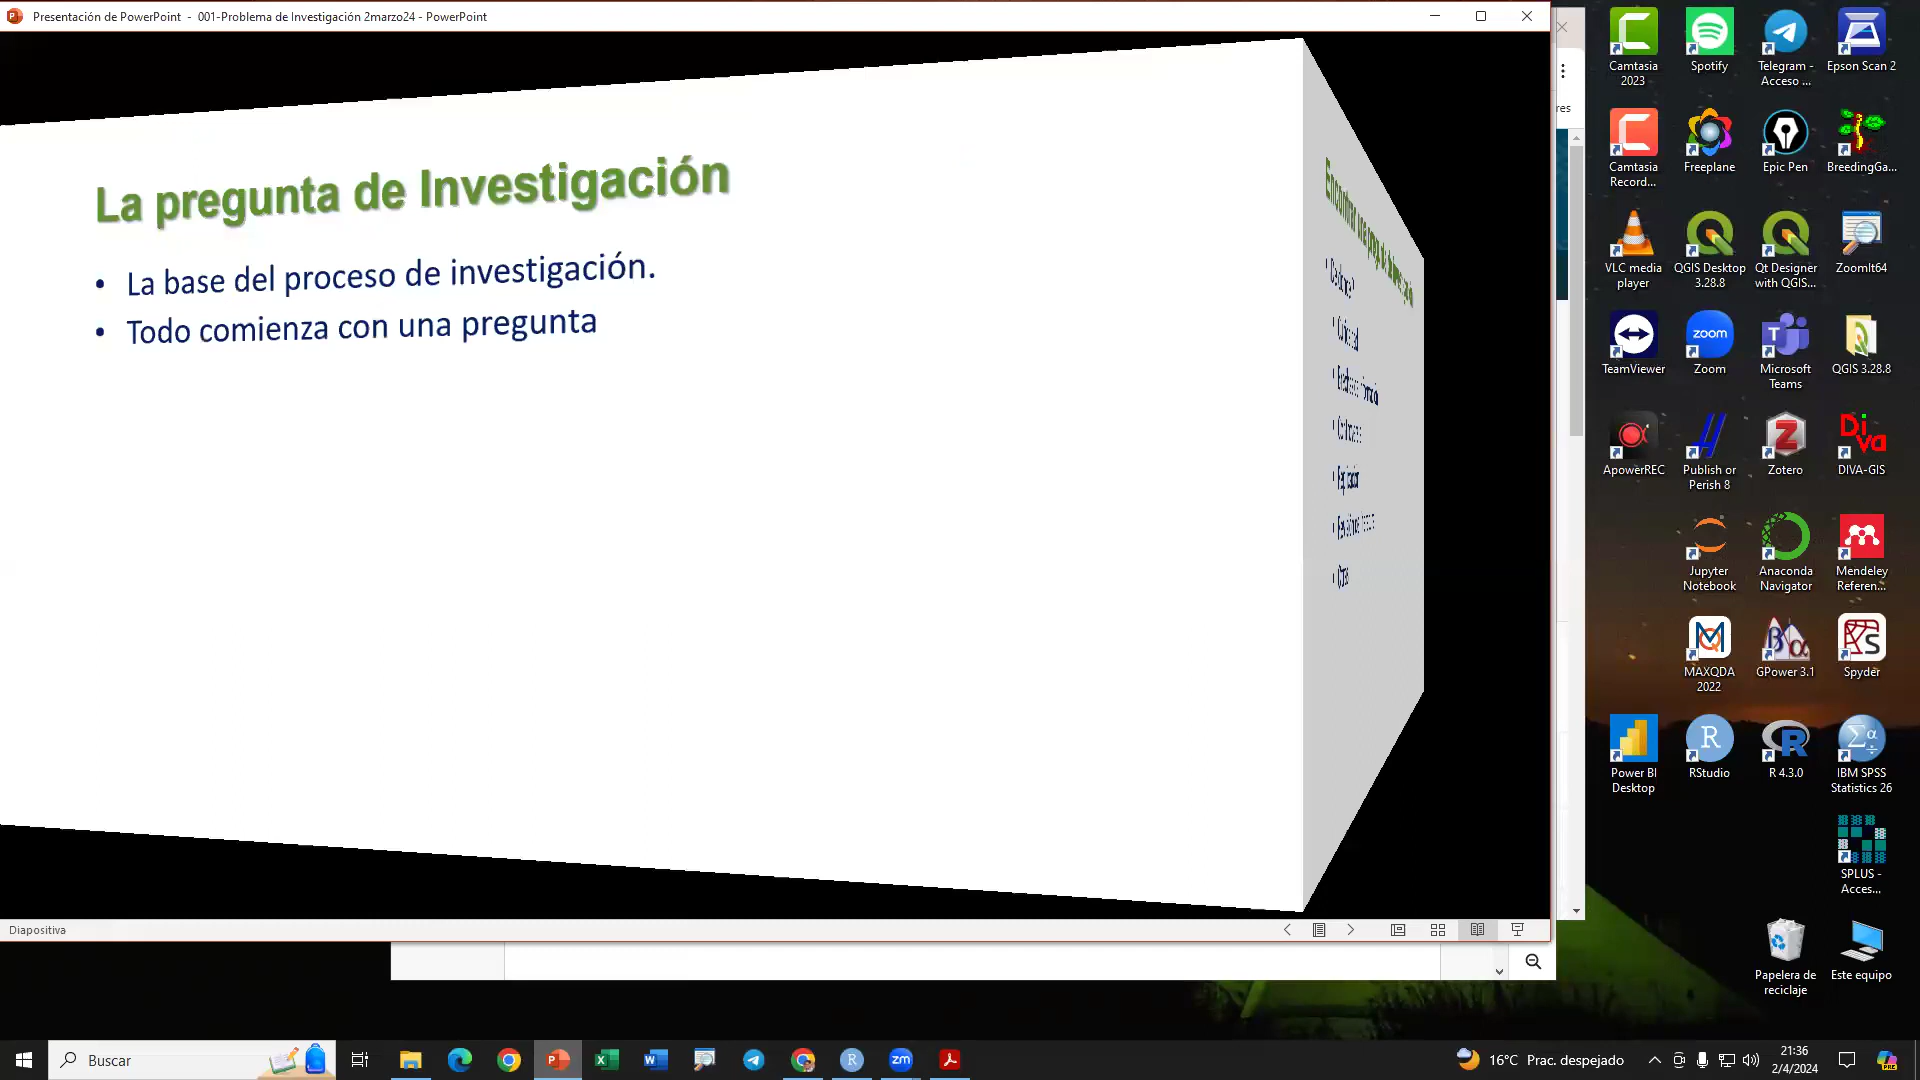 Presentación de PowerPoint - 001-Problema de Investigación 2marzo24 - PowerPoint
La pregunta de Investigación
• La base del proceso de investigación.
• Todo comienza con una pregunta
Encontrar una
Diapositiva
res
Camtasia
2023
Spotify
Telegram -
Acceso ...
Epson Scan 2
Camtasia
Record...
Freeplane
Epic Pen
BreedingGa...
VLC media
player
QGIS Desktop
3.28.8
Qt Designer
with QGIS...
ZoomIt64
TeamViewer
zoom
Zoom
Microsoft
Teams
QGIS 3.28.8
ApowerREC
Publish or
Perish 8
Zotero
DIVA-GIS
Jupyter
Notebook
Anaconda
Navigator
Mendeley
Referen...
MAXQDA
2022
GPower 3.1
Spyder
Power BI
Desktop
RStudio
R 4.3.0
IBM SPSS
Statistics 26
SPLUS -
Acces...
Papelera de
reciclaje
Este equipo
Buscar
zm
16°C Prac. despejado
21:36
2/4/2024